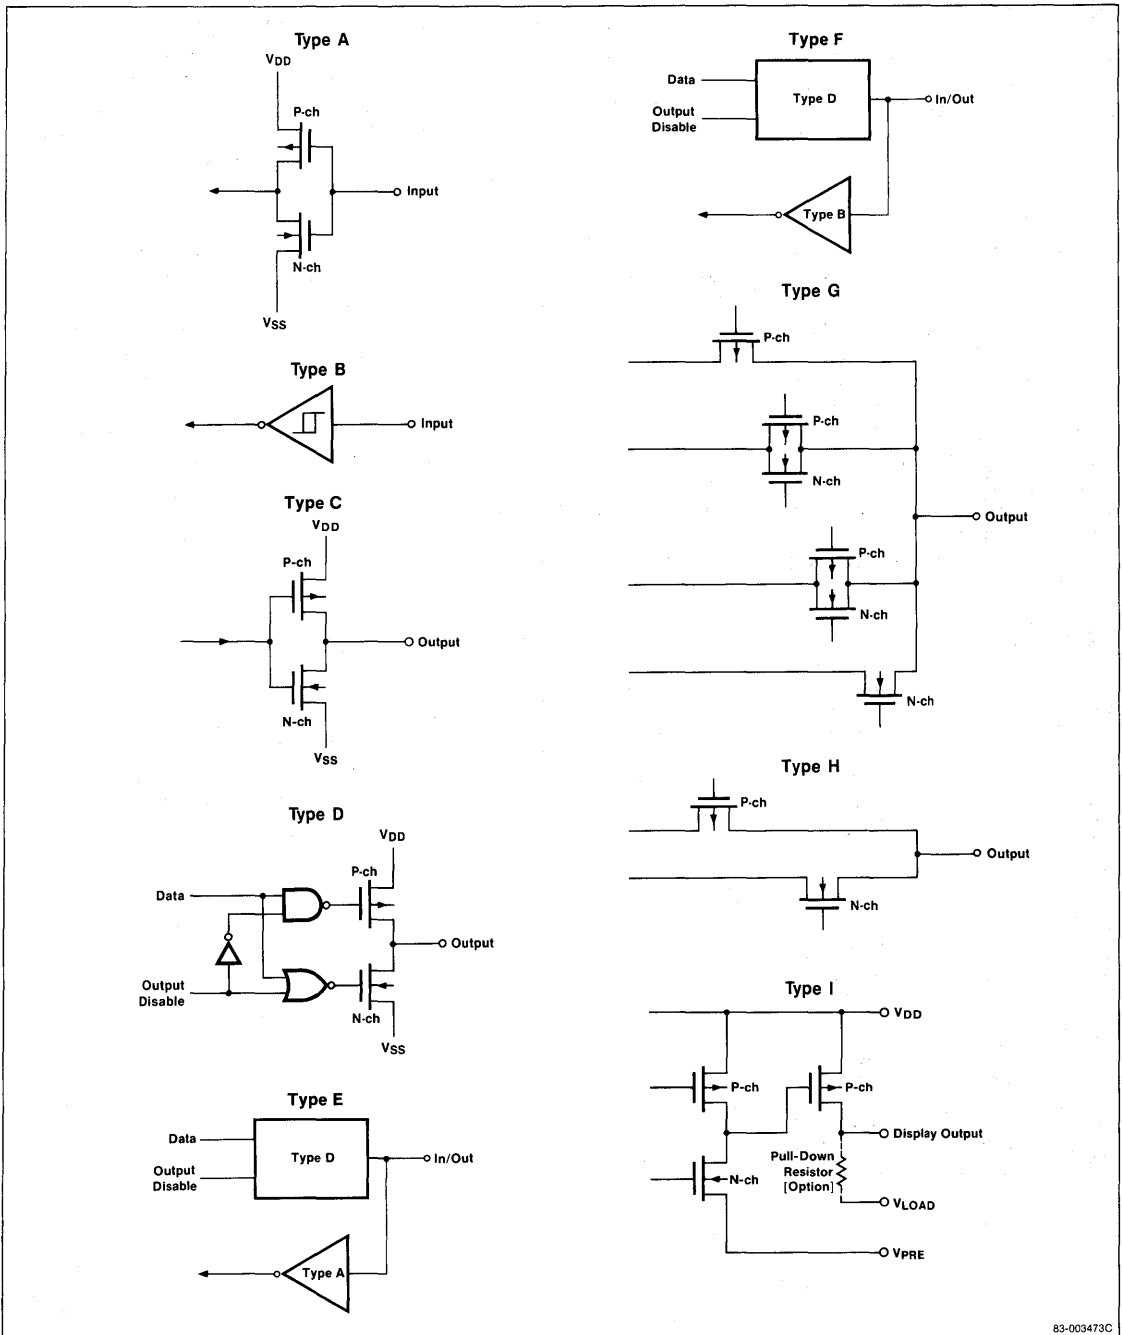 Type A
VDD
P-ch
Input
N-ch
VSS
Type B
Input
Type C
VDD
P-ch
Output
N-ch
VSS
Type D
VDD
P-ch
Data
Output
Output
Disable
N-ch
VSS
Type E
Data
Type D
In/Out
Output
Disable
Type A
Type F
Data
Type D
In/Out
Output
Disable
Type B
Type G
P-ch
P-ch
N-ch
Output
P-ch
N-ch
N-ch
Type H
P-ch
Output
N-ch
Type I
VDD
P-ch
P-ch
Display Output
Pull-Down
Resistor
[Option]
N-ch
VLOAD
VPRE
83-003473C